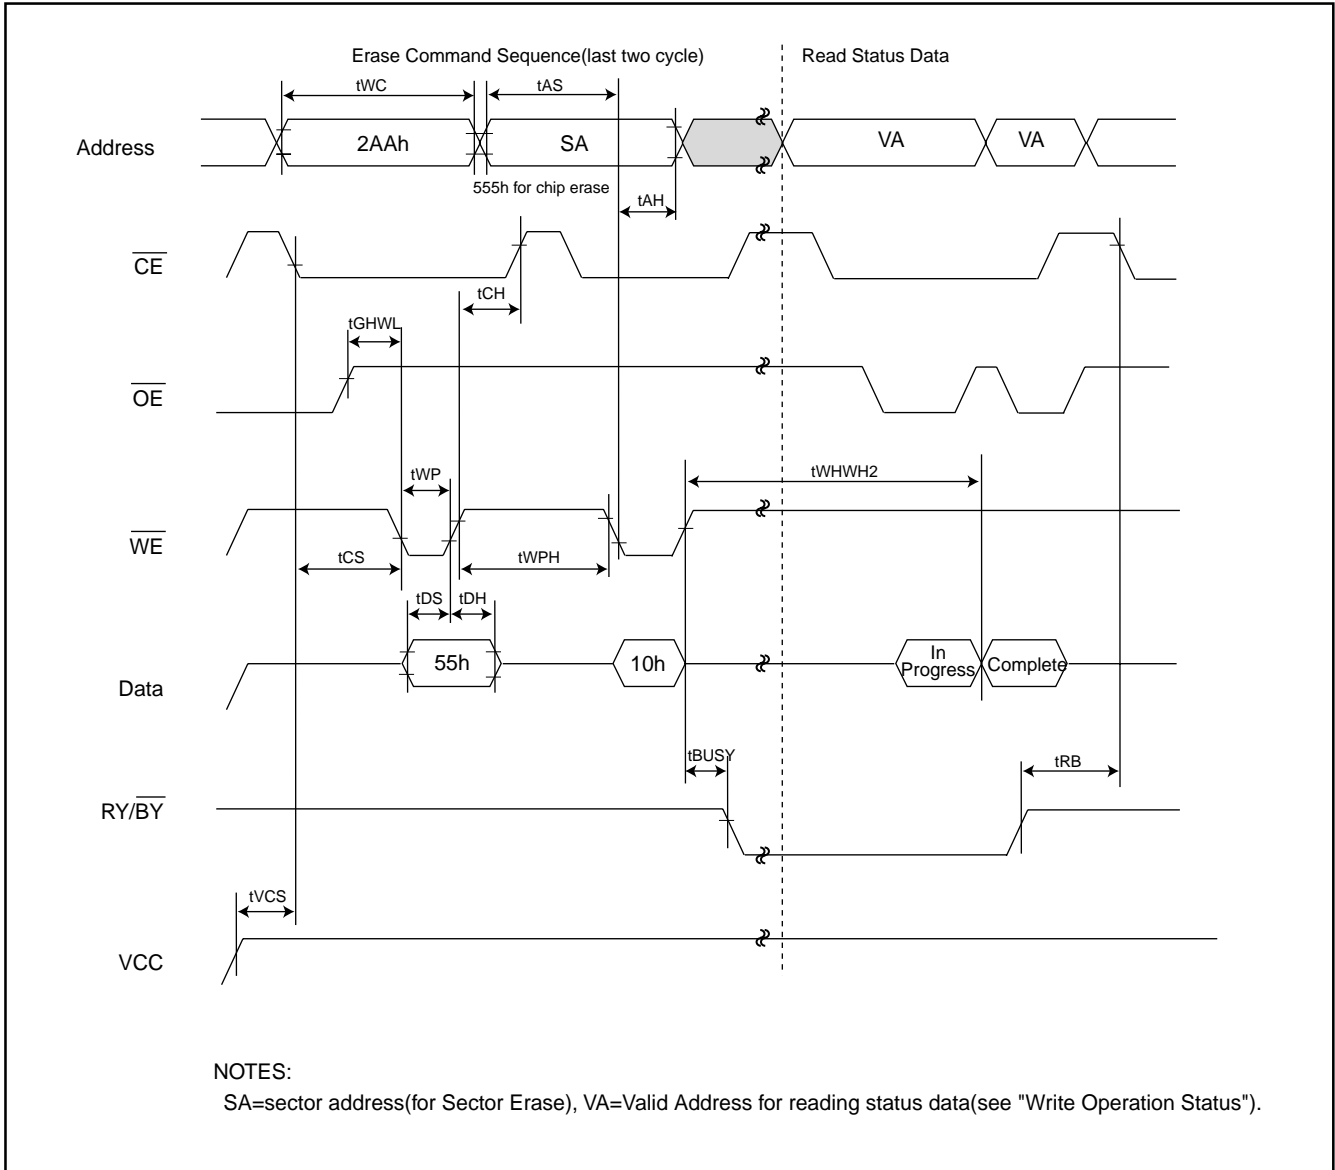 Erase Command Sequence(last two cycle)
Read Status Data
tWC
tAS
Address
2AAh
SA
VA
VA
555h for chip erase
tAH
CE
tCH
tGHWL
OE
tWP
tWHWH2
WE
tCS
tWPH
tDS
tDH
Data
55h
10h
In
Progress
Complete
tBUSY
tRB
RY/BY
tVCS
VCC
NOTES:
SA=sector address(for Sector Erase), VA=Valid Address for reading status data(see "Write Operation Status").